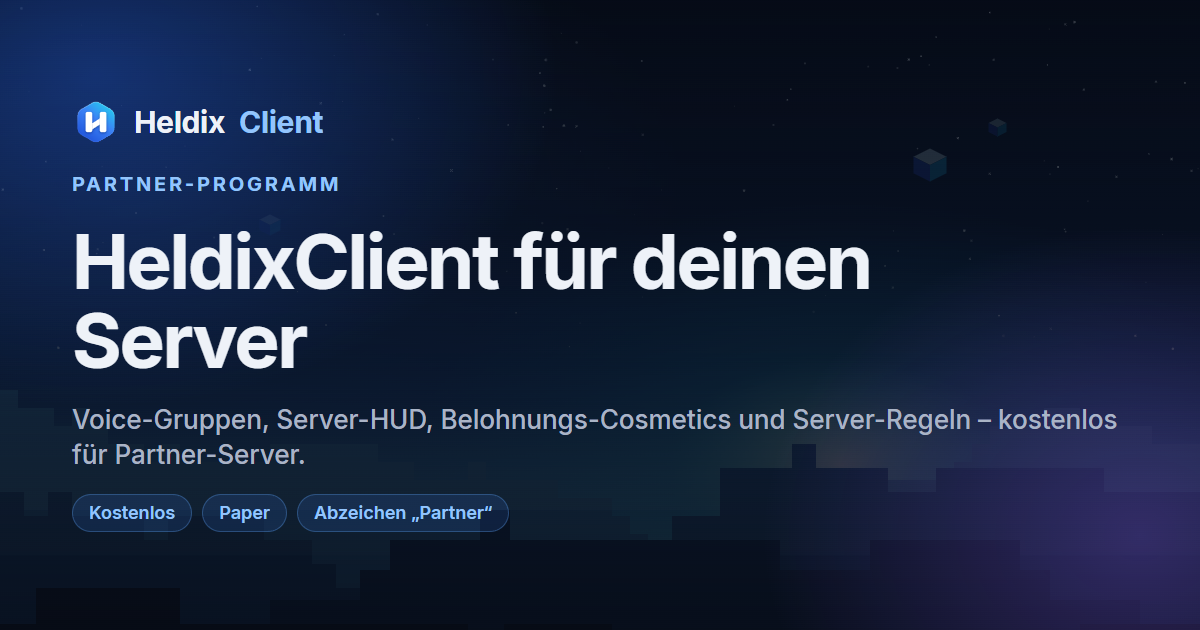 Heldix Client
PARTNER-PROGRAMM
HeldixClient für deinen
Server
Voice-Gruppen, Server-HUD, Belohnungs-Cosmetics und Server-Regeln – kostenlos
für Partner-Server.
Kostenlos Paper Abzeichen „Partner“